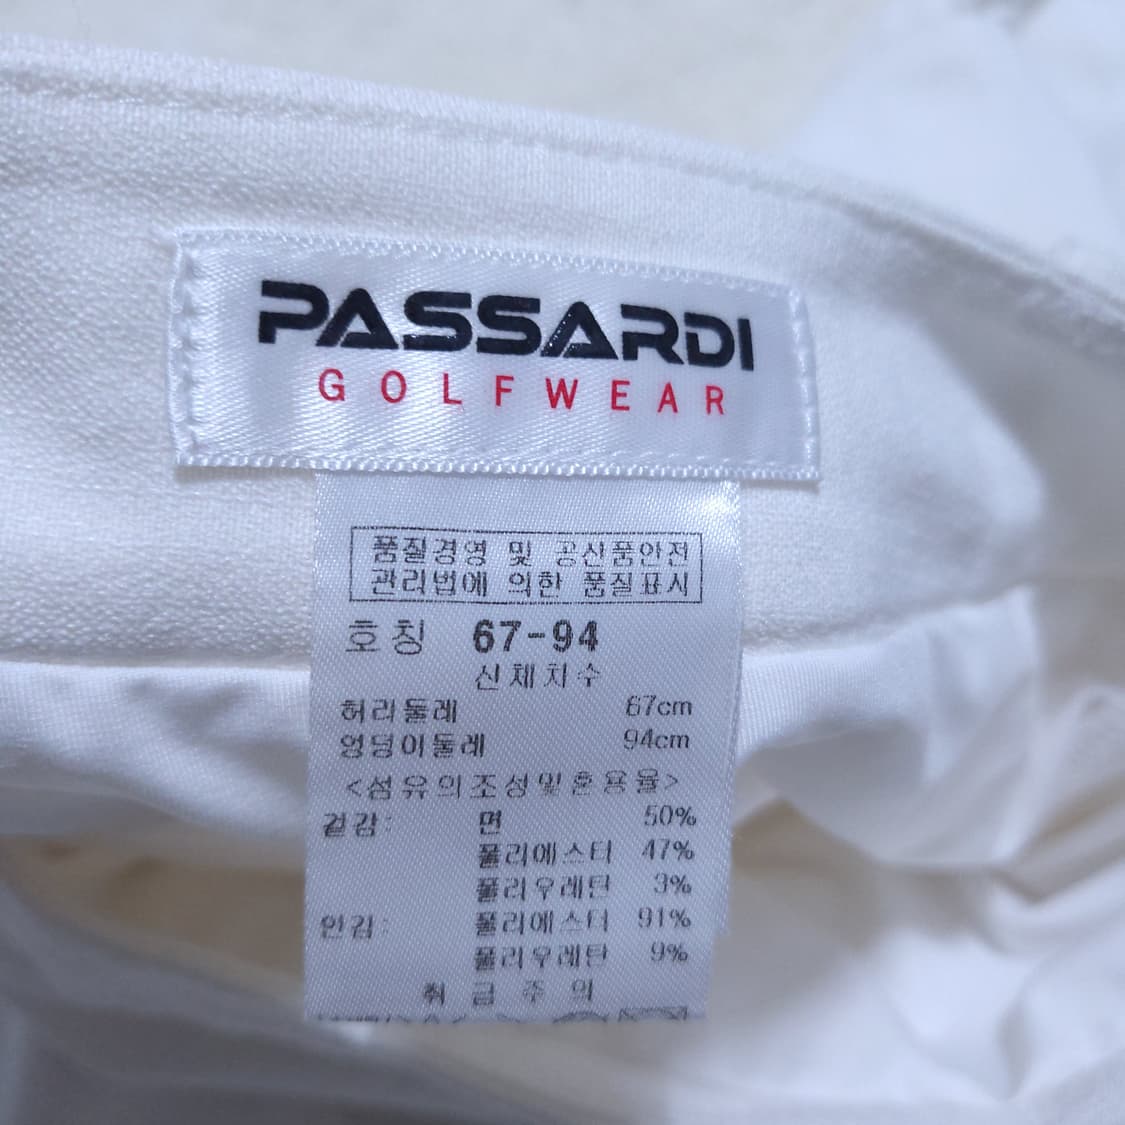 PASSARDI
GOLFWEAR
품질경영 및 공산품안전
관리법에 의한 품질표시
호칭 67-94
신체치수
허리둘레 67cm
엉덩이둘레 94cm
<섬유의조성및혼용율>
겉감: 면 50%
폴리에스터 47%
폴리우레탄 3%
안감: 폴리에스터 91%
폴리우레탄 9%
취급주의